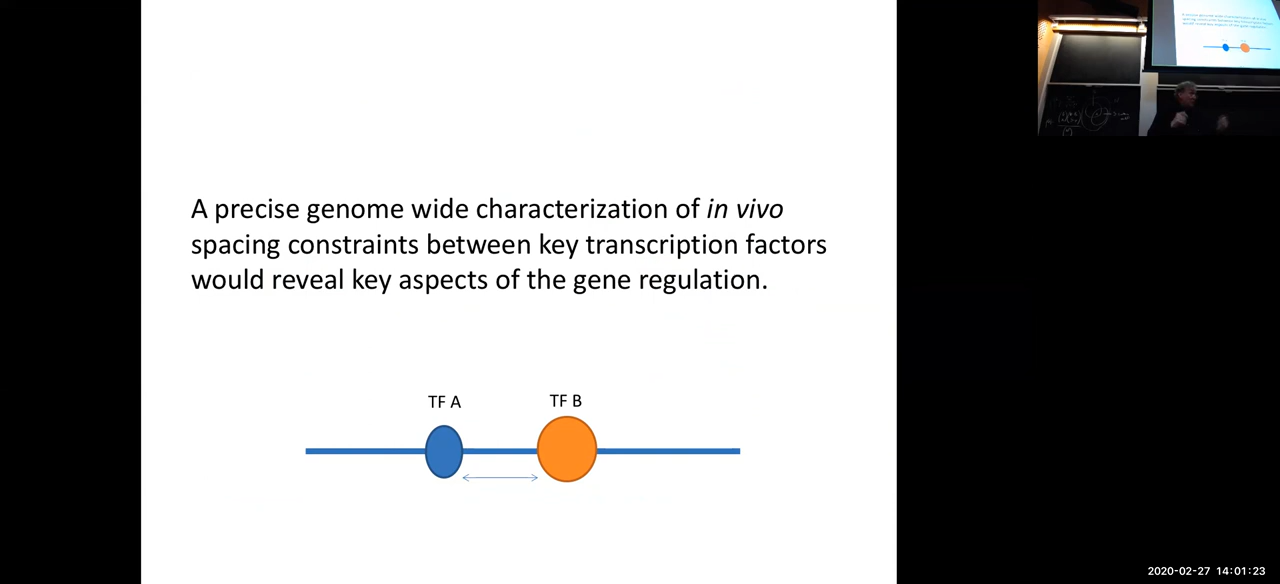 A precise genome wide characterization of in vivo
spacing constraints between key transcription factors
would reveal key aspects of the gene regulation.
TF A
TF B
2020-02-27 14:01:23